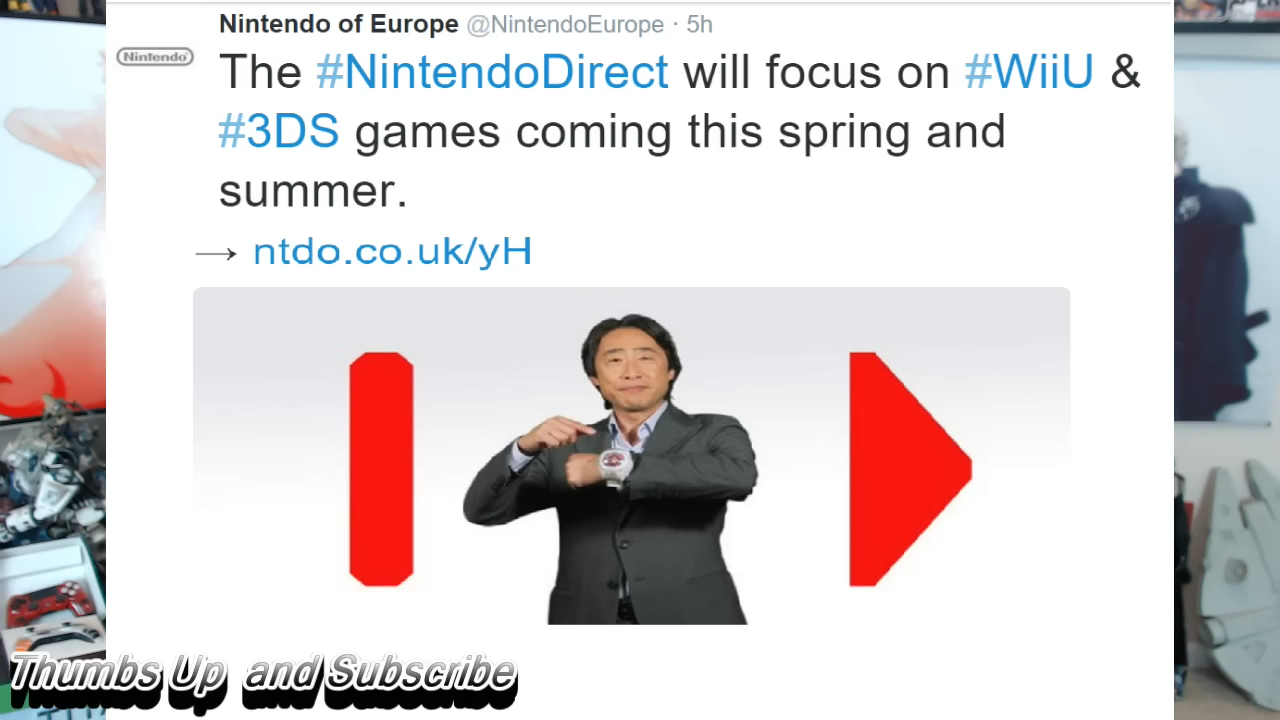 Nintendo of Europe @NintendoEurope · 5h
Nintendo
The #NintendoDirect will focus on #WiiU &
#3DS games coming this spring and
summer.
→ ntdo.co.uk/yH
Thumbs Up and Subscribe